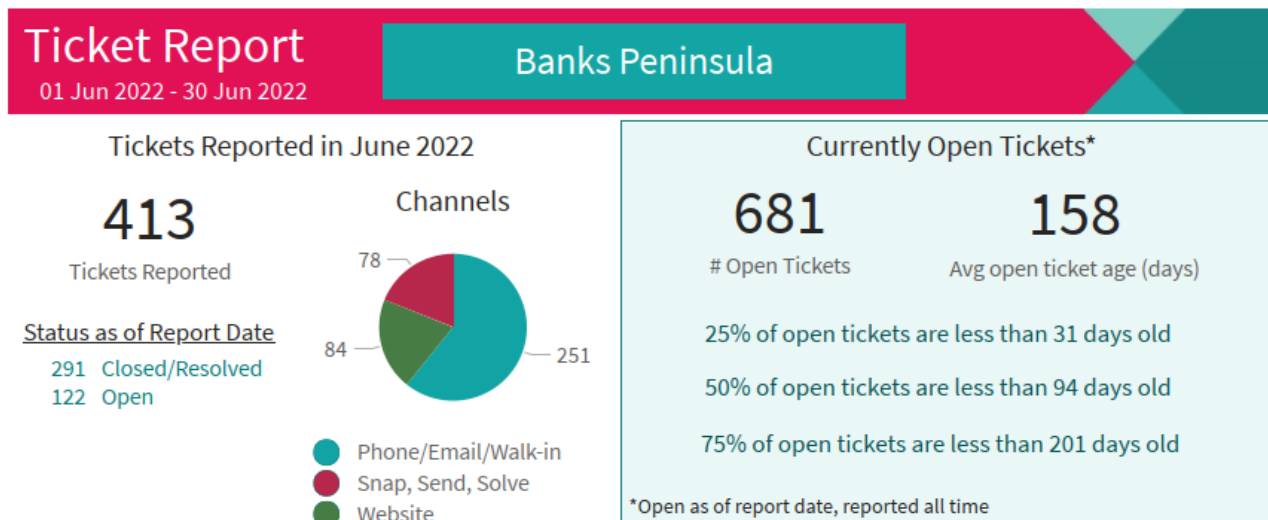 Ticket Report
01 Jun 2022 - 30 Jun 2022
Banks Peninsula
Tickets Reported in June 2022
413
Tickets Reported
Status as of Report Date
291 Closed/Resolved
122 Open
Channels
78
84
251
Phone/Email/Walk-in
Snap, Send, Solve
Website
Currently Open Tickets*
681
# Open Tickets
158
Avg open ticket age (days)
25% of open tickets are less than 31 days old
50% of open tickets are less than 94 days old
75% of open tickets are less than 201 days old
*Open as of report date, reported all time